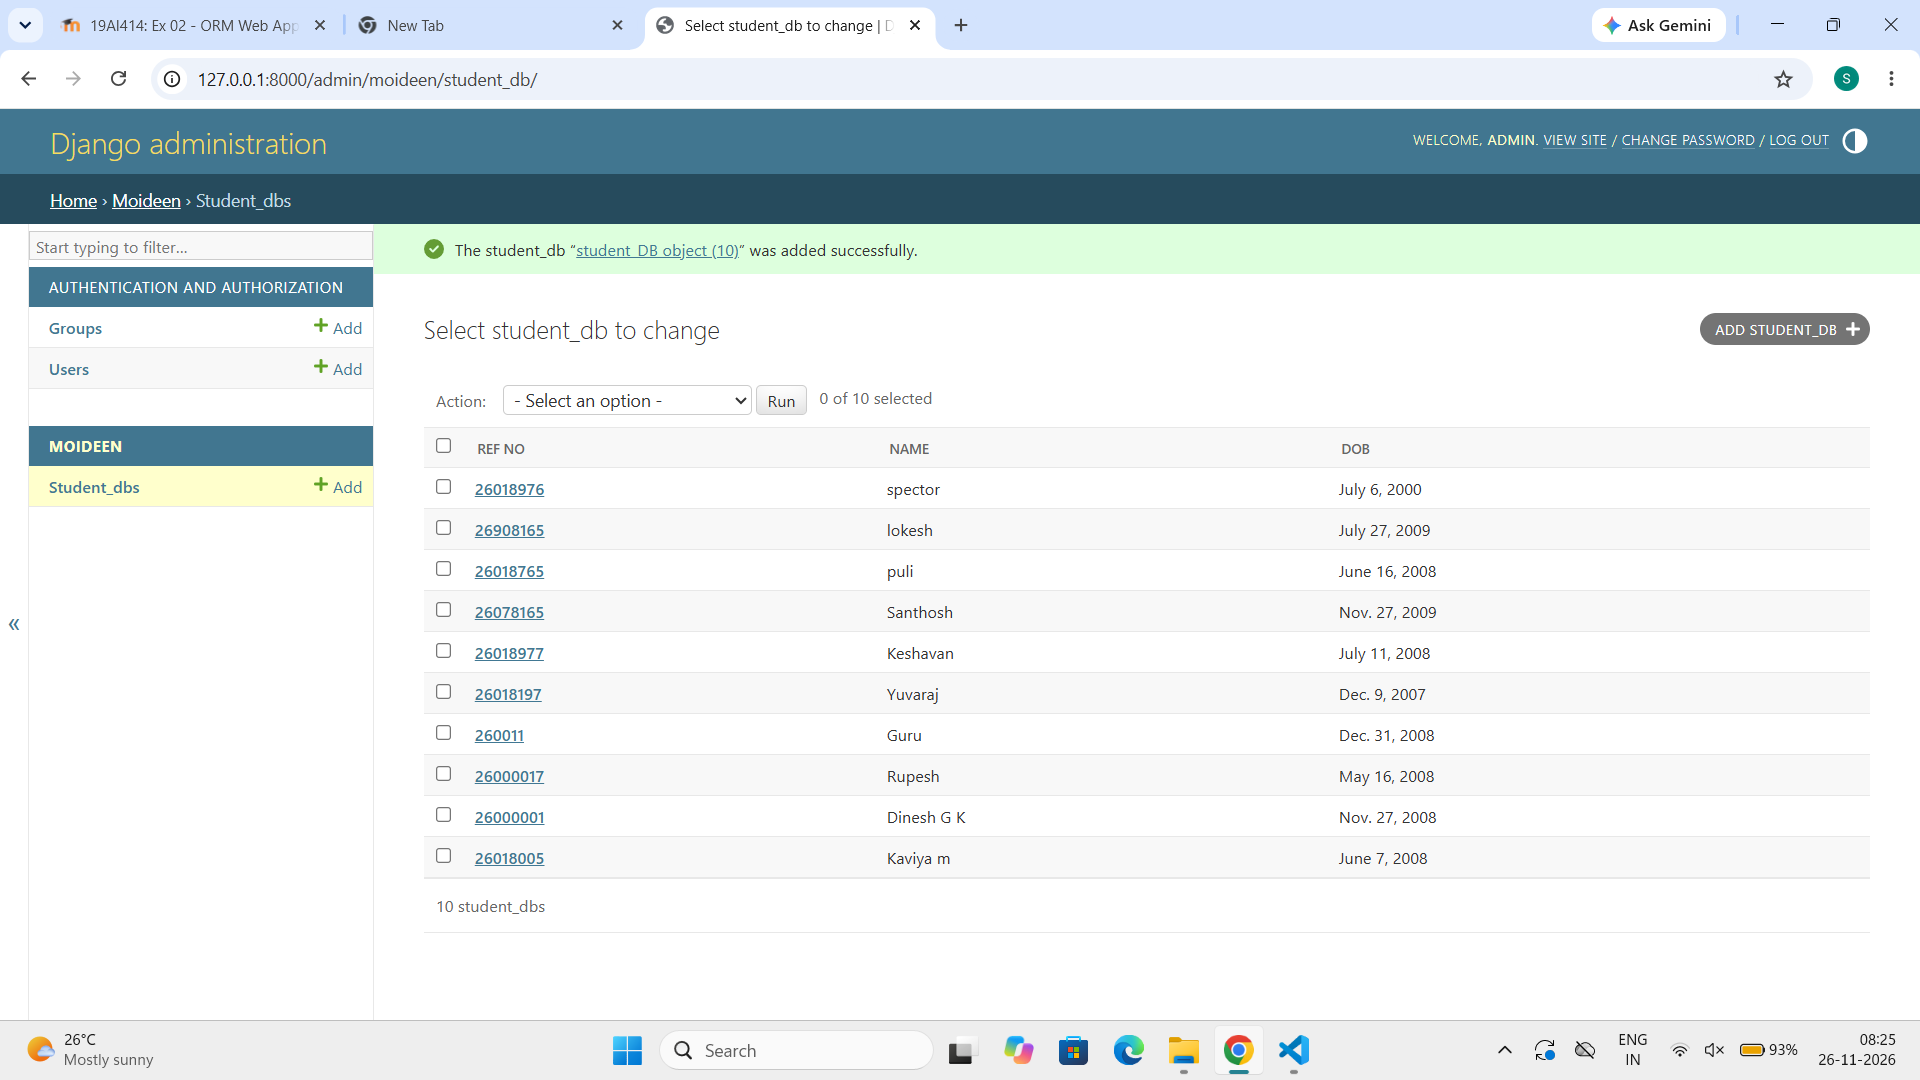 19AI414: Ex 02 - ORM Web App
New Tab
Select student_db to change | D
Ask Gemini
127.0.0.1:8000/admin/moideen/student_db/
S
Django administration
WELCOME, ADMIN. VIEW SITE / CHANGE PASSWORD / LOG OUT
Home › Moideen › Student_dbs
Start typing to filter...
The student_db “student_DB object (10)” was added successfully.
AUTHENTICATION AND AUTHORIZATION
Groups + Add
Users + Add
MOIDEEN
Student_dbs + Add
«
Select student_db to change
ADD STUDENT_DB +
Action: - Select an option - Run 0 of 10 selected
REF NO NAME DOB
26018976 spector July 6, 2000
26908165 lokesh July 27, 2009
26018765 puli June 16, 2008
26078165 Santhosh Nov. 27, 2009
26018977 Keshavan July 11, 2008
26018197 Yuvaraj Dec. 9, 2007
260011 Guru Dec. 31, 2008
26000017 Rupesh May 16, 2008
26000001 Dinesh G K Nov. 27, 2008
26018005 Kaviya m June 7, 2008
10 student_dbs
26°C
Mostly sunny
Search
ENG
IN
93%
08:25
26-11-2026